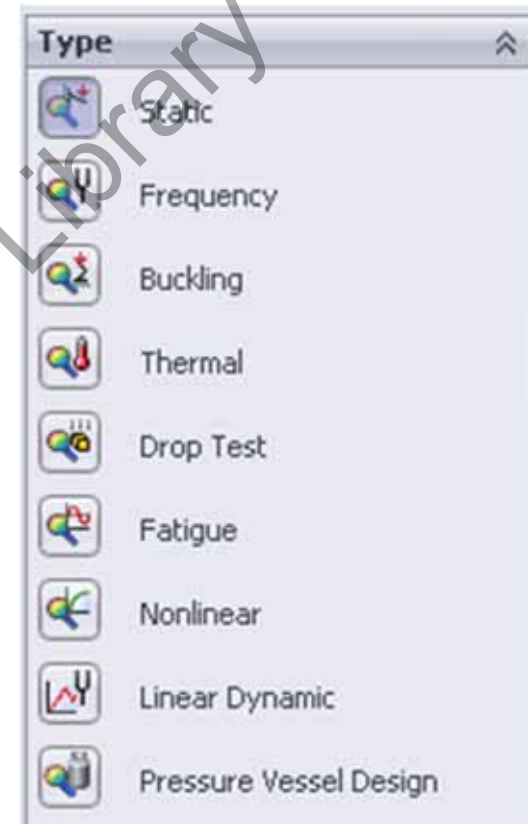 Type
Static
Frequency
Buckling
Thermal
Drop Test
Fatigue
Nonlinear
Linear Dynamic
Pressure Vessel Design
Library